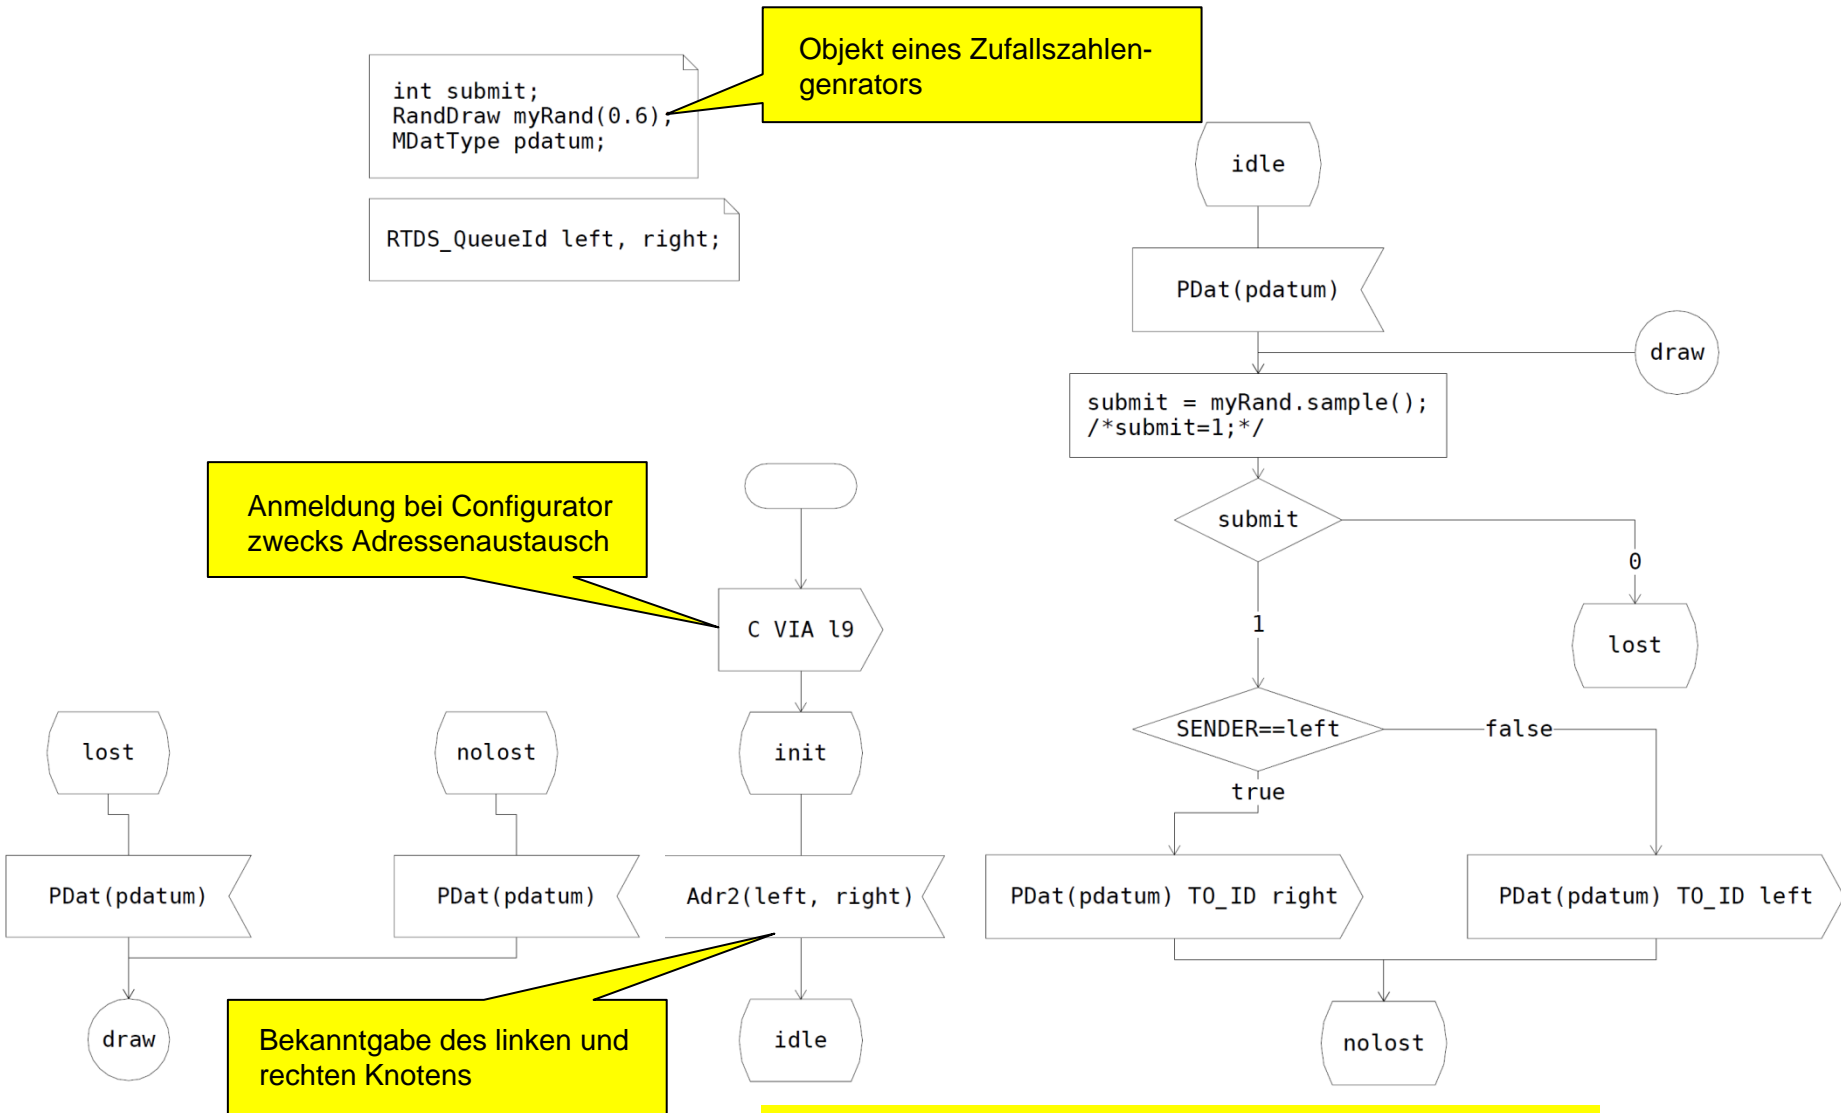 Objekt eines Zufallszahlen-
genrators
int submit;
RandDraw myRand(0.6);
MDatType pdatum;
RTDS_QueueId left, right;
idle
PDat(pdatum)
draw
submit = myRand.sample();
/*submit=1;*/
submit
0
1
lost
SENDER==left
false
true
PDat(pdatum) TO_ID right
PDat(pdatum) TO_ID left
nolost
Anmeldung bei Configurator
zwecks Adressenaustausch
C VIA l9
init
Adr2(left, right)
idle
lost
nolost
PDat(pdatum)
PDat(pdatum)
draw
Bekanntgabe des linken und
rechten Knotens